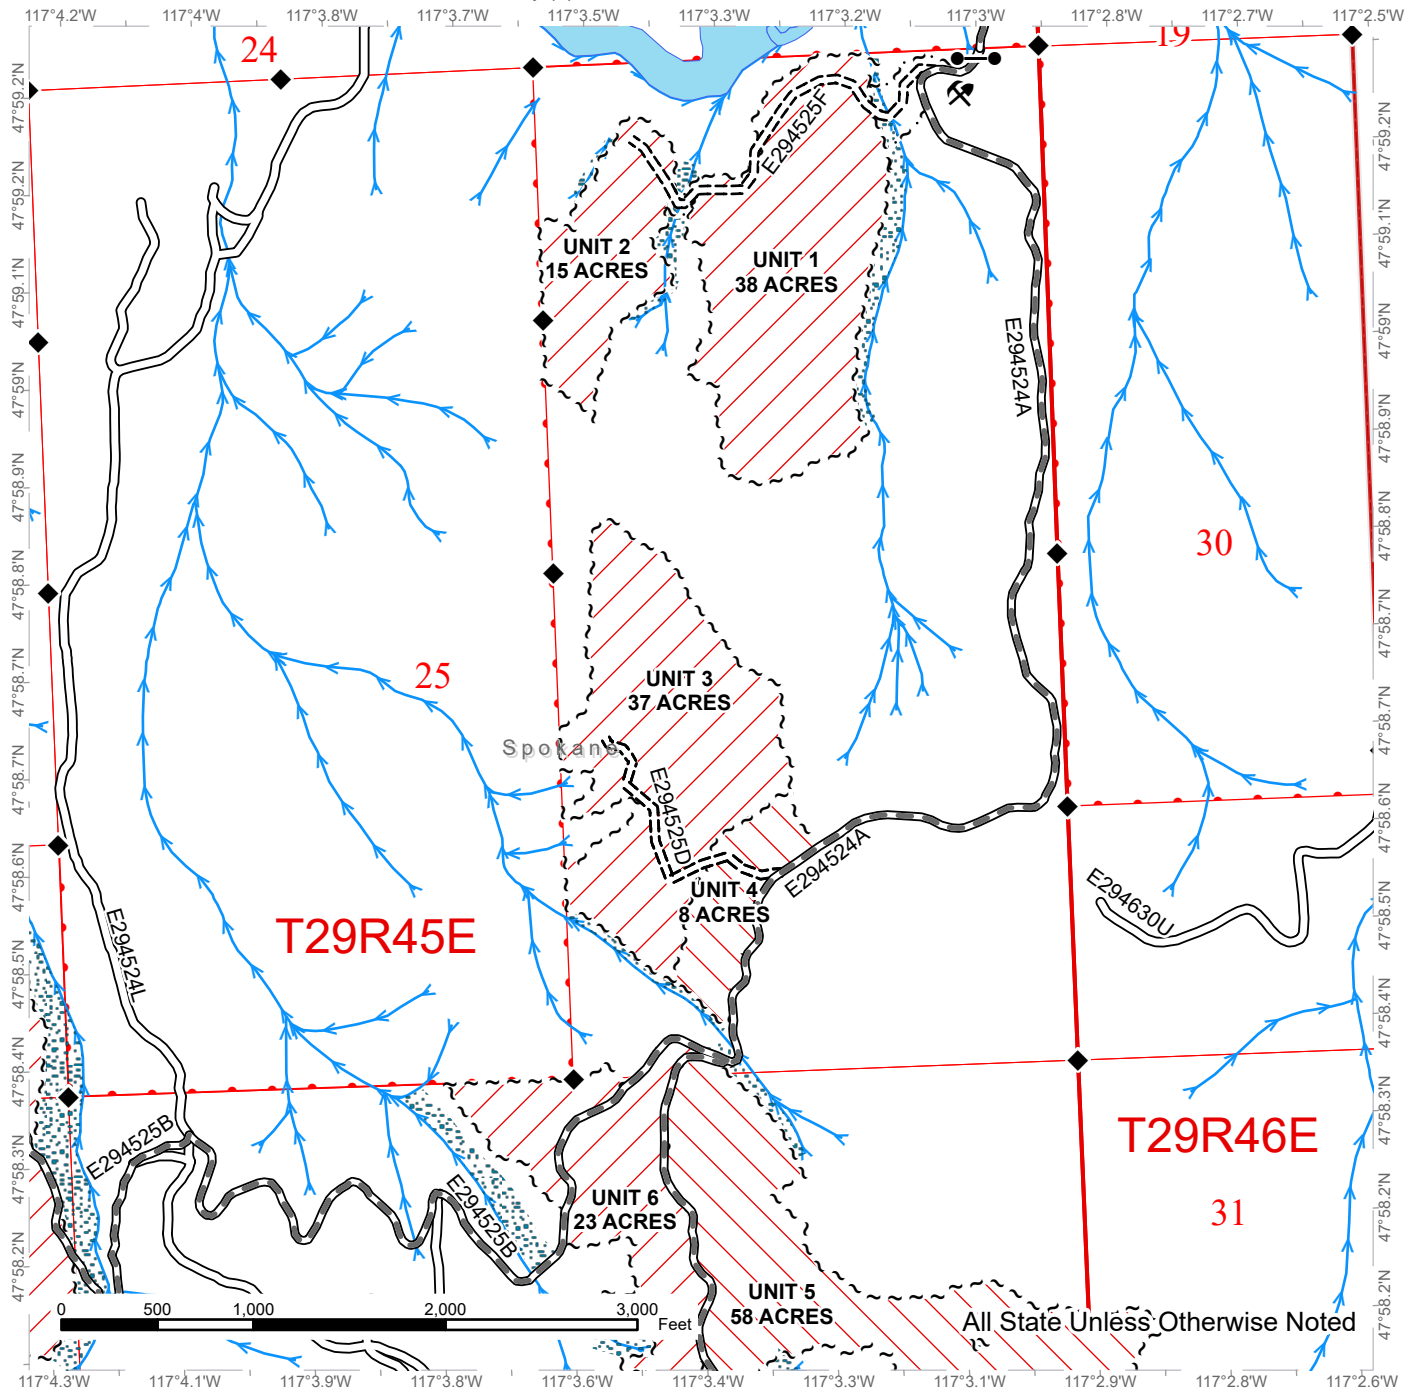 117°4.2'W 117°4'W 117°3.8'W 117°3.7'W 117°3.5'W 117°3.3'W 117°3.2'W 117°3'W 117°2.8'W 117°2.7'W 117°2.5'W
24
19
47°59.2'N
47°59.2'N
47°59.1'N
47°59'N
47°58.9'N
47°58.8'N
47°58.7'N
47°58.7'N
47°58.6'N
47°58.5'N
47°58.4'N
47°58.3'N
47°58.2'N
47°59.2'N
47°59.1'N
47°59'N
47°58.9'N
47°58.8'N
47°58.7'N
47°58.7'N
47°58.6'N
47°58.5'N
47°58.4'N
47°58.3'N
47°58.2'N
47°58.2'N
E294525F
UNIT 2
15 ACRES
UNIT 1
38 ACRES
E294524A
30
25
UNIT 3
37 ACRES
Spokane
E294525D
E294524A
UNIT 4
8 ACRES
E294630U
T29R45E
E294524L
E294525B
T29R46E
E294525B
UNIT 6
23 ACRES
31
UNIT 5
58 ACRES
0 500 1,000 2,000 3,000
Feet
All State Unless Otherwise Noted
117°4.3'W 117°4.1'W 117°3.9'W 117°3.8'W 117°3.6'W 117°3.4'W 117°3.3'W 117°3.1'W 117°2.9'W 117°2.8'W 117°2.6'W